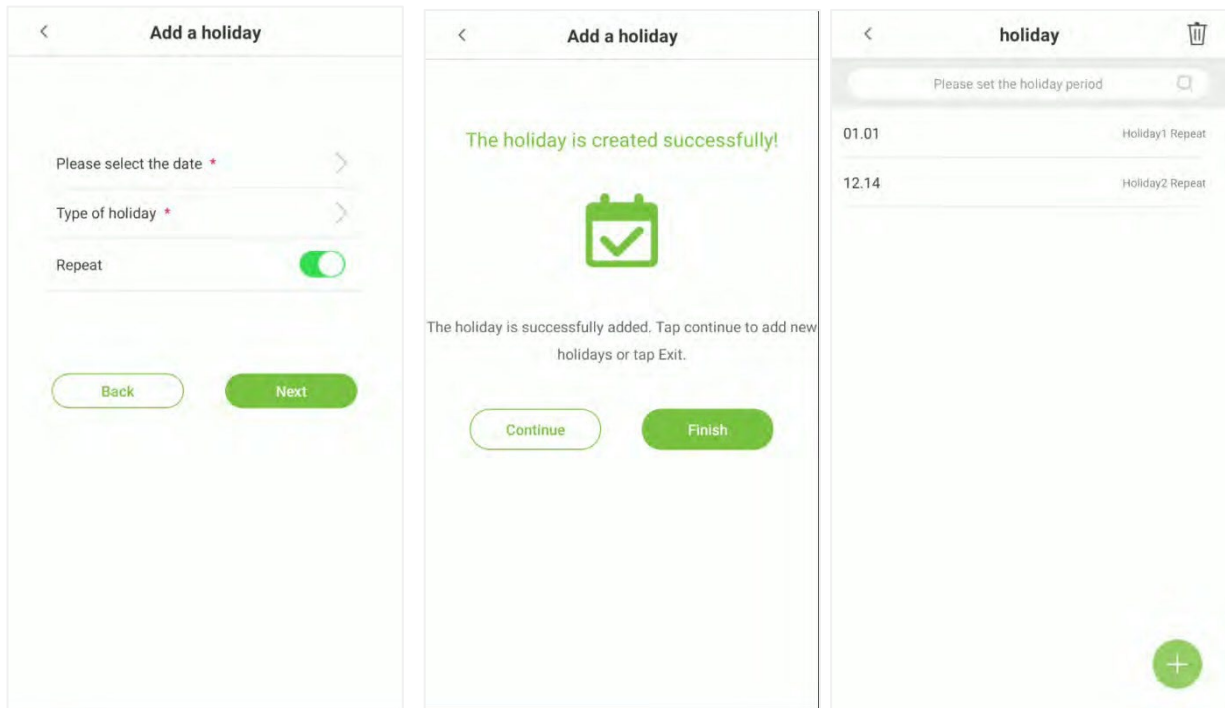 Add a holiday
Please select the date *
Type of holiday *
Repeat
Back
Next
Add a holiday
The holiday is created successfully!
The holiday is successfully added. Tap continue to add new
holidays or tap Exit.
Continue
Finish
holiday
Please set the holiday period
01.01
Holiday1 Repeat
12.14
Holiday2 Repeat